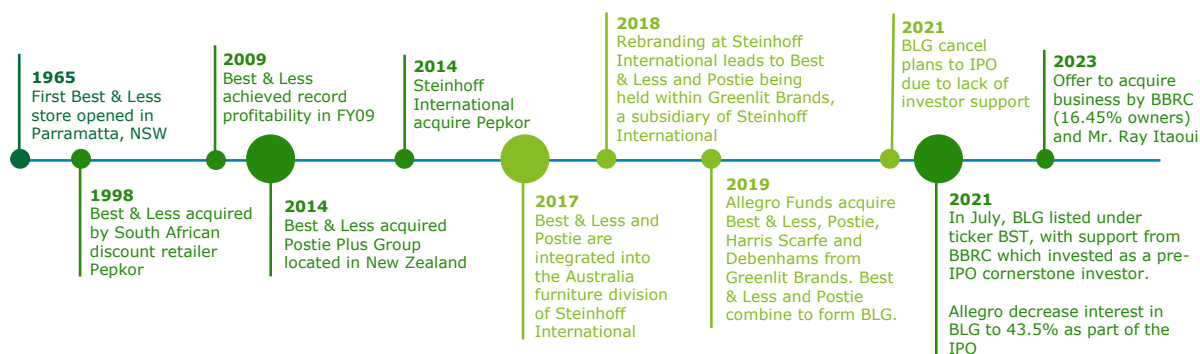 1965
First Best & Less
store opened in
Parramatta, NSW
1998
Best & Less acquired
by South African
discount retailer
Pepkor
2009
Best & Less
achieved record
profitability in FY09
2014
Best & Less acquired
Postie Plus Group
located in New Zealand
2014
Steinhoff
International
acquire Pepkor
2017
Best & Less and
Postie are
integrated into
the Australia
furniture division
of Steinhoff
International
2018
Rebranding at Steinhoff
International leads to Best
& Less and Postie being
held within Greenlit Brands,
a subsidiary of Steinhoff
International
2019
Allegro Funds acquire
Best & Less, Postie,
Harris Scarfe and
Debenhams from
Greenlit Brands. Best
& Less and Postie
combine to form BLG.
2021
BLG cancel
plans to IPO
due to lack of
investor support
2021
In July, BLG listed under
ticker BST, with support from
BBRC which invested as a pre-
IPO cornerstone investor.
Allegro decrease interest in
BLG to 43.5% as part of the
IPO
2023
Offer to acquire
business by BBRC
(16.45% owners)
and Mr. Ray Itaoui